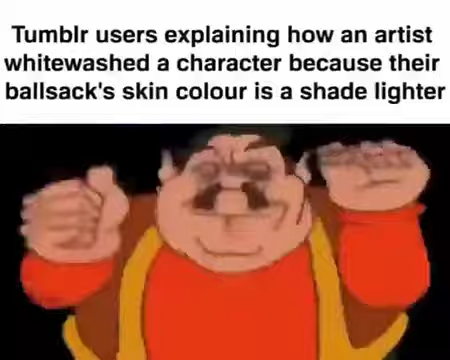 Tumblr users explaining how an artist
whitewashed a character because their
ballsack's skin colour is a shade lighter